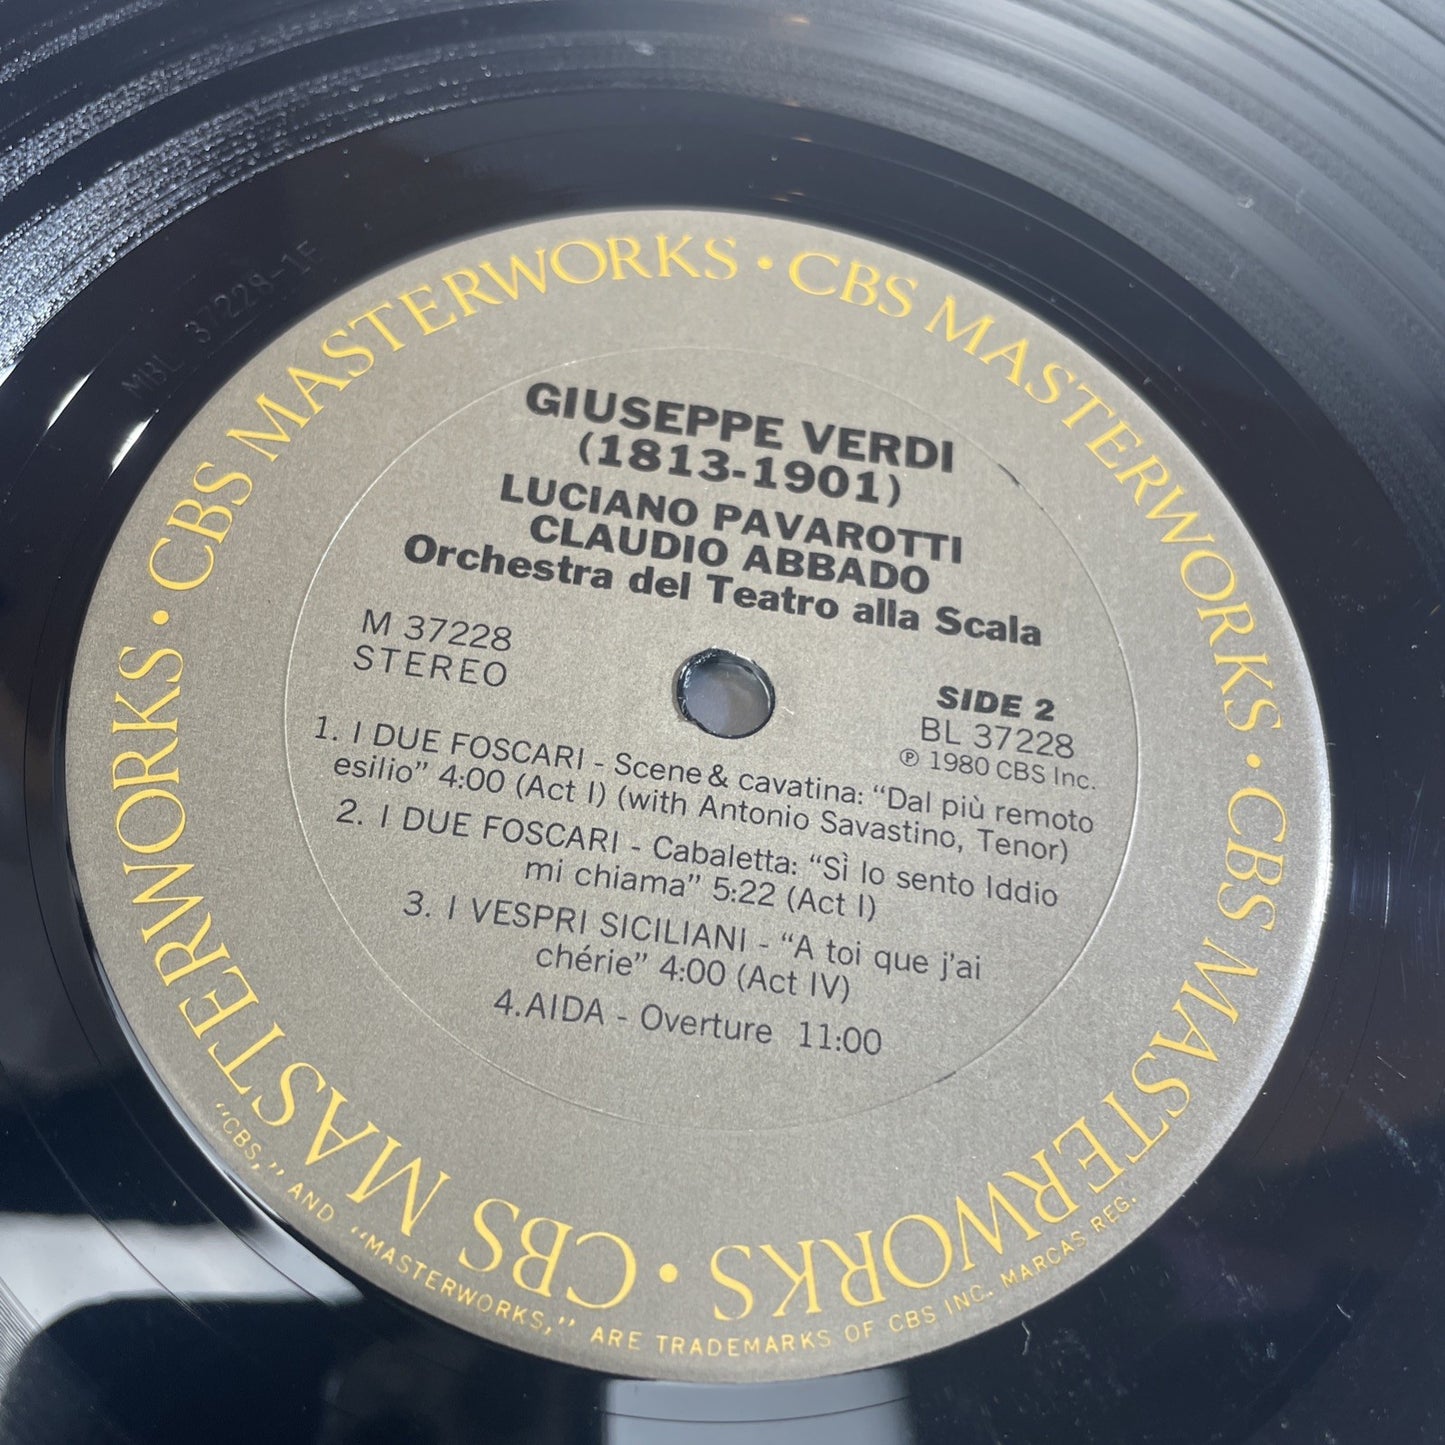 MBL 37228-1F
CBS MASTERWORKS · CBS MASTERWORKS · CBS MASTERWORKS · CBS MASTERWORKS ·
GIUSEPPE VERDI
(1813-1901)
LUCIANO PAVAROTTI
CLAUDIO ABBADO
Orchestra del Teatro alla Scala
M 37228
STEREO
SIDE 2
BL 37228
℗ 1980 CBS Inc.
1. I DUE FOSCARI - Scene & cavatina: “Dal più remoto
esilio” 4:00 (Act I) (with Antonio Savastino, Tenor)
2. I DUE FOSCARI - Cabaletta: “Sì lo sento Iddio
mi chiama” 5:22 (Act I)
3. I VESPRI SICILIANI - “A toi que j’ai
chérie” 4:00 (Act IV)
4. AIDA - Overture 11:00
“CBS,” AND “MASTERWORKS,” ARE TRADEMARKS OF CBS INC. MARCAS REG.